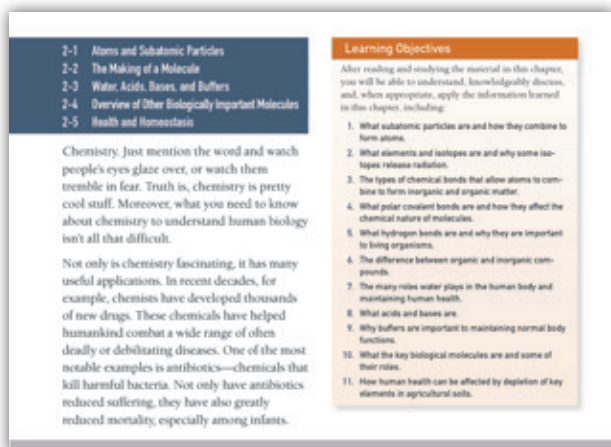 2-1 Atoms and Subatomic Particles
2-2 The Making of a Molecule
2-3 Water, Acids, Bases, and Buffers
2-4 Overview of Other Biologically Important Molecules
2-5 Health and Homeostasis
Chemistry. Just mention the word and watch
people's eyes glaze over, or watch them
tremble in fear. Truth is, chemistry is pretty
cool stuff. Moreover, what you need to know
about chemistry to understand human biology
isn't all that difficult.
Not only is chemistry fascinating, it has many
useful applications. In recent decades, for
example, chemists have developed thousands
of new drugs. These chemicals have helped
humankind combat a wide range of often
deadly or debilitating diseases. One of the most
notable examples is antibiotics—chemicals that
kill harmful bacteria. Not only have antibiotics
reduced suffering, they have also greatly
reduced mortality, especially among infants.
Learning Objectives
After reading and studying the material in this chapter,
you will be able to understand, knowledgeably discuss,
and, when appropriate, apply the information learned
in this chapter, including:
1. What subatomic particles are and how they combine to
form atoms.
2. What elements and isotopes are and why some iso-
topes release radiation.
3. The types of chemical bonds that allow atoms to com-
bine to form inorganic and organic matter.
4. What polar covalent bonds are and how they affect the
chemical nature of molecules.
5. What hydrogen bonds are and why they are important
to living organisms.
6. The difference between organic and inorganic com-
pounds.
7. The many roles water plays in the human body and
maintaining human health.
8. What acids and bases are.
9. Why buffers are important to maintaining normal body
functions.
10. What the key biological molecules are and some of
their roles.
11. How human health can be affected by depletion of key
elements in agricultural soils.